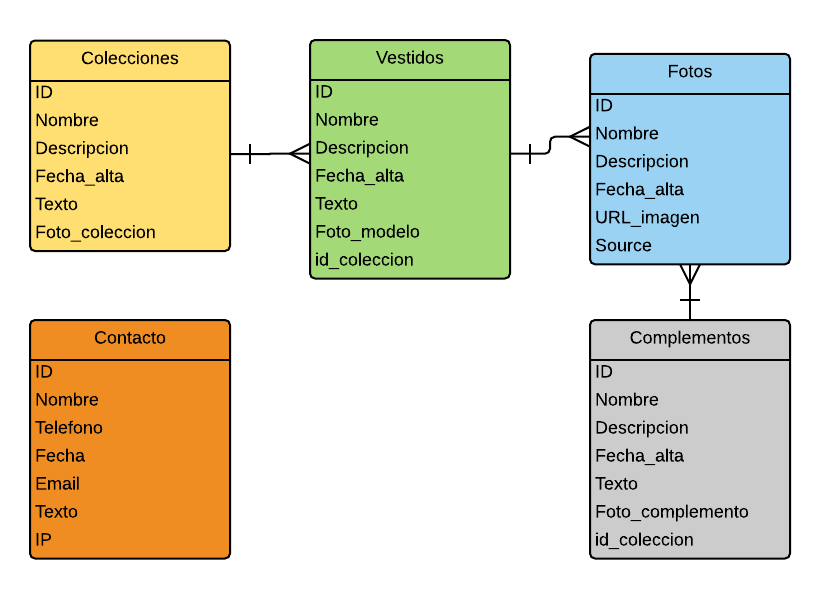 Colecciones
ID
Nombre
Descripcion
Fecha_alta
Texto
Foto_coleccion
Vestidos
ID
Nombre
Descripcion
Fecha_alta
Texto
Foto_modelo
id_coleccion
Fotos
ID
Nombre
Descripcion
Fecha_alta
URL_imagen
Source
Contacto
ID
Nombre
Telefono
Fecha
Email
Texto
IP
Complementos
ID
Nombre
Descripcion
Fecha_alta
Texto
Foto_complemento
id_coleccion